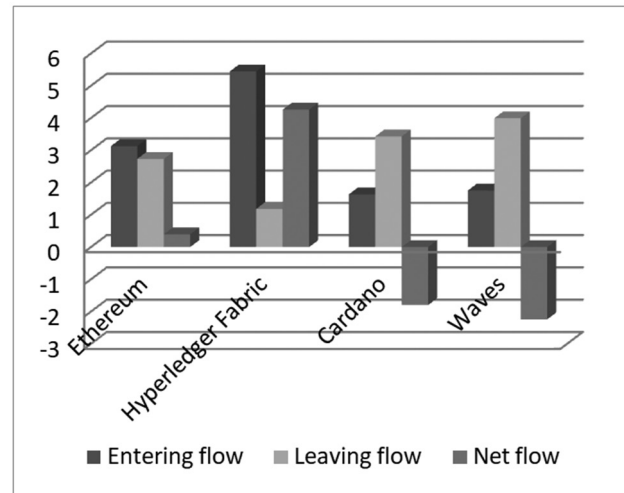 6
5
4
3
2
1
0
-1
-2
-3
Ethereum
Hyperledger Fabric
Cardano
Waves
Entering flow Leaving flow Net flow